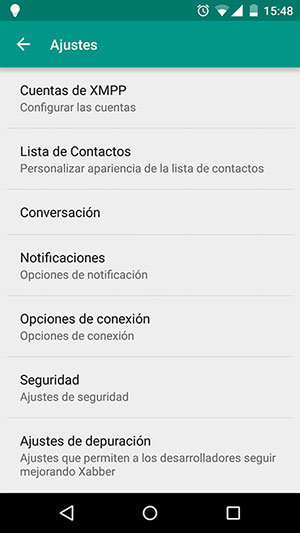 15:48
Ajustes
Cuentas de XMPP
Configurar las cuentas
Lista de Contactos
Personalizar apariencia de la lista de contactos
Conversación
Notificaciones
Opciones de notificación
Opciones de conexión
Opciones de conexión
Seguridad
Ajustes de seguridad
Ajustes de depuración
Ajustes que permiten a los desarrolladores seguir
mejorando Xabber